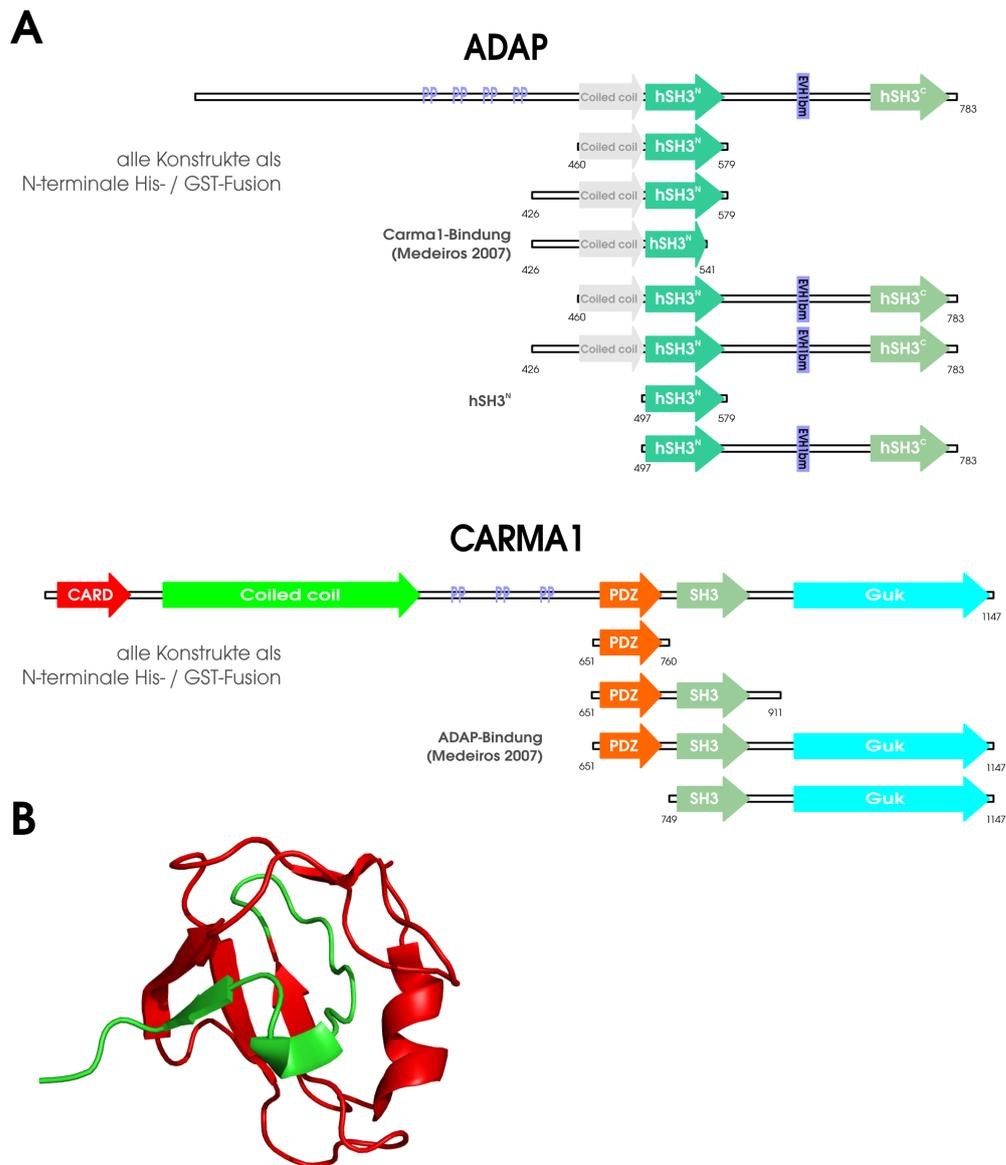 A
ADAP
PP PP PP PP Coiled coil hSH3N EVH1bm hSH3C
783
alle Konstrukte als
N-terminale His- / GST-Fusion
Coiled coil hSH3N
460 579
Coiled coil hSH3N
426 579
Carma1-Bindung
(Medeiros 2007)
Coiled coil hSH3N
426 541
Coiled coil hSH3N EVH1bm hSH3C
460 783
Coiled coil hSH3N EVH1bm hSH3C
426 783
hSH3N
hSH3N
497 579
hSH3N EVH1bm hSH3C
497 783
CARMA1
CARD Coiled coil PP PP PP PDZ SH3 Guk
1147
alle Konstrukte als
N-terminale His- / GST-Fusion
PDZ
651 760
PDZ SH3
651 911
ADAP-Bindung
(Medeiros 2007)
PDZ SH3 Guk
651 1147
SH3 Guk
749 1147
B